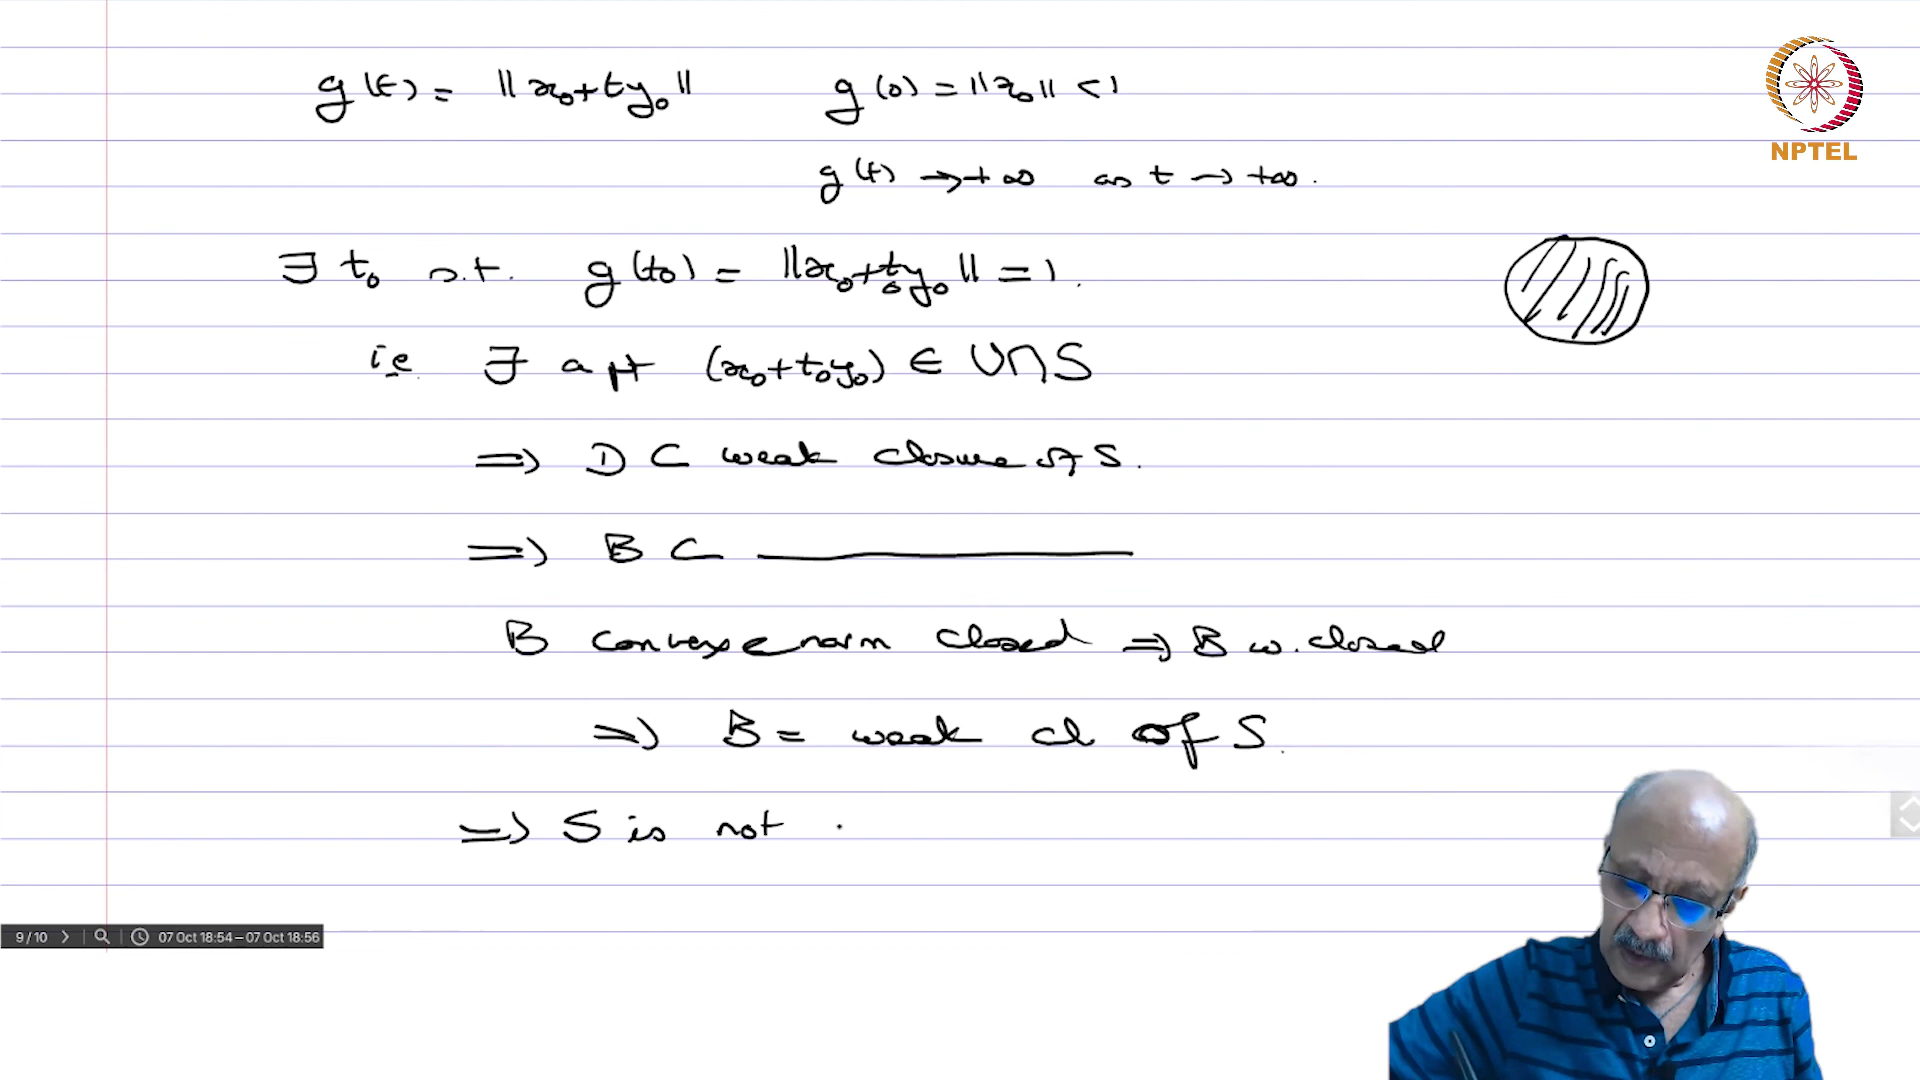 g(t) = ||x₀+ty₀|| g(0) = ||x₀|| < 1
NPTEL
g(t) → +∞ as t → +∞.
∃ t₀ s.t. g(t₀) = ||x₀+t₀y₀|| = 1.
i.e. ∃ a pt (x₀+t₀y₀) ∈ U∩S
⇒ D ⊂ weak closure of S.
⇒ B ⊂ ————
B convex & norm closed ⇒ B w. closed
⇒ B = weak cl of S.
⇒ S is not
9/10 07 Oct 18:54 – 07 Oct 18:56